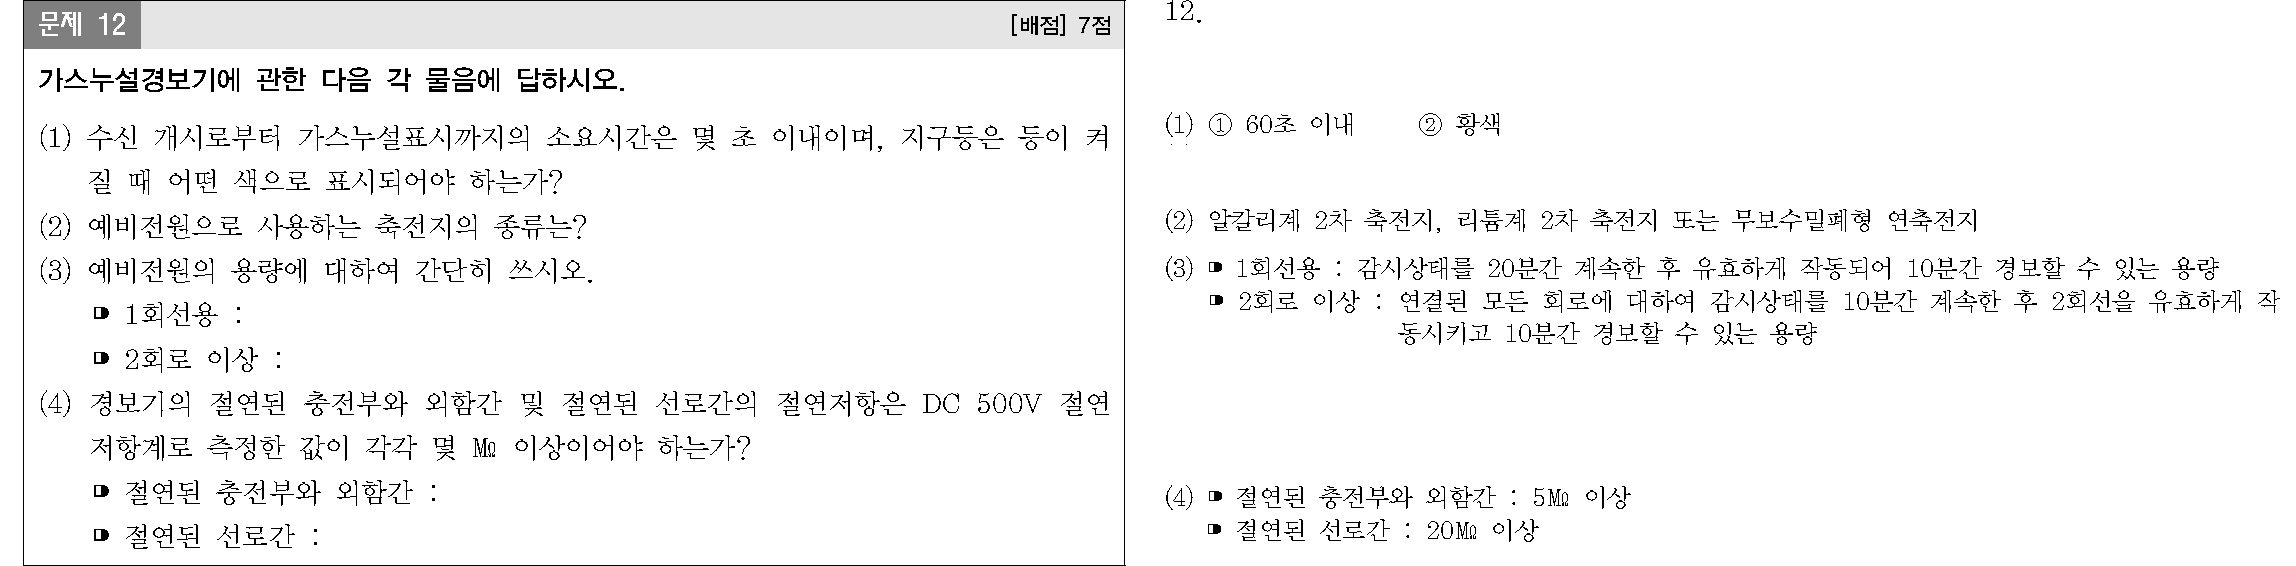 문제 12
[배점] 7점
가스누설경보기에 관한 다음 각 물음에 답하시오.
(1) 수신 개시로부터 가스누설표시까지의 소요시간은 몇 초 이내이며, 지구등은 등이 켜
질 때 어떤 색으로 표시되어야 하는가?
(2) 예비전원으로 사용하는 축전지의 종류는?
(3) 예비전원의 용량에 대하여 간단히 쓰시오.
1회선용 :
2회로 이상 :
(4) 경보기의 절연된 충전부와 외함간 및 절연된 선로간의 절연저항은 DC 500V 절연
저항계로 측정한 값이 각각 몇 MΩ 이상이어야 하는가?
절연된 충전부와 외함간 :
절연된 선로간 :
12.
(1) ① 60초 이내 ② 황색
(2) 알칼리계 2차 축전지, 리튬계 2차 축전지 또는 무보수밀폐형 연축전지
(3) 1회선용 : 감시상태를 20분간 계속한 후 유효하게 작동되어 10분간 경보할 수 있는 용량
2회로 이상 : 연결된 모든 회로에 대하여 감시상태를 10분간 계속한 후 2회선을 유효하게 작
동시키고 10분간 경보할 수 있는 용량
(4) 절연된 충전부와 외함간 : 5MΩ 이상
절연된 선로간 : 20MΩ 이상